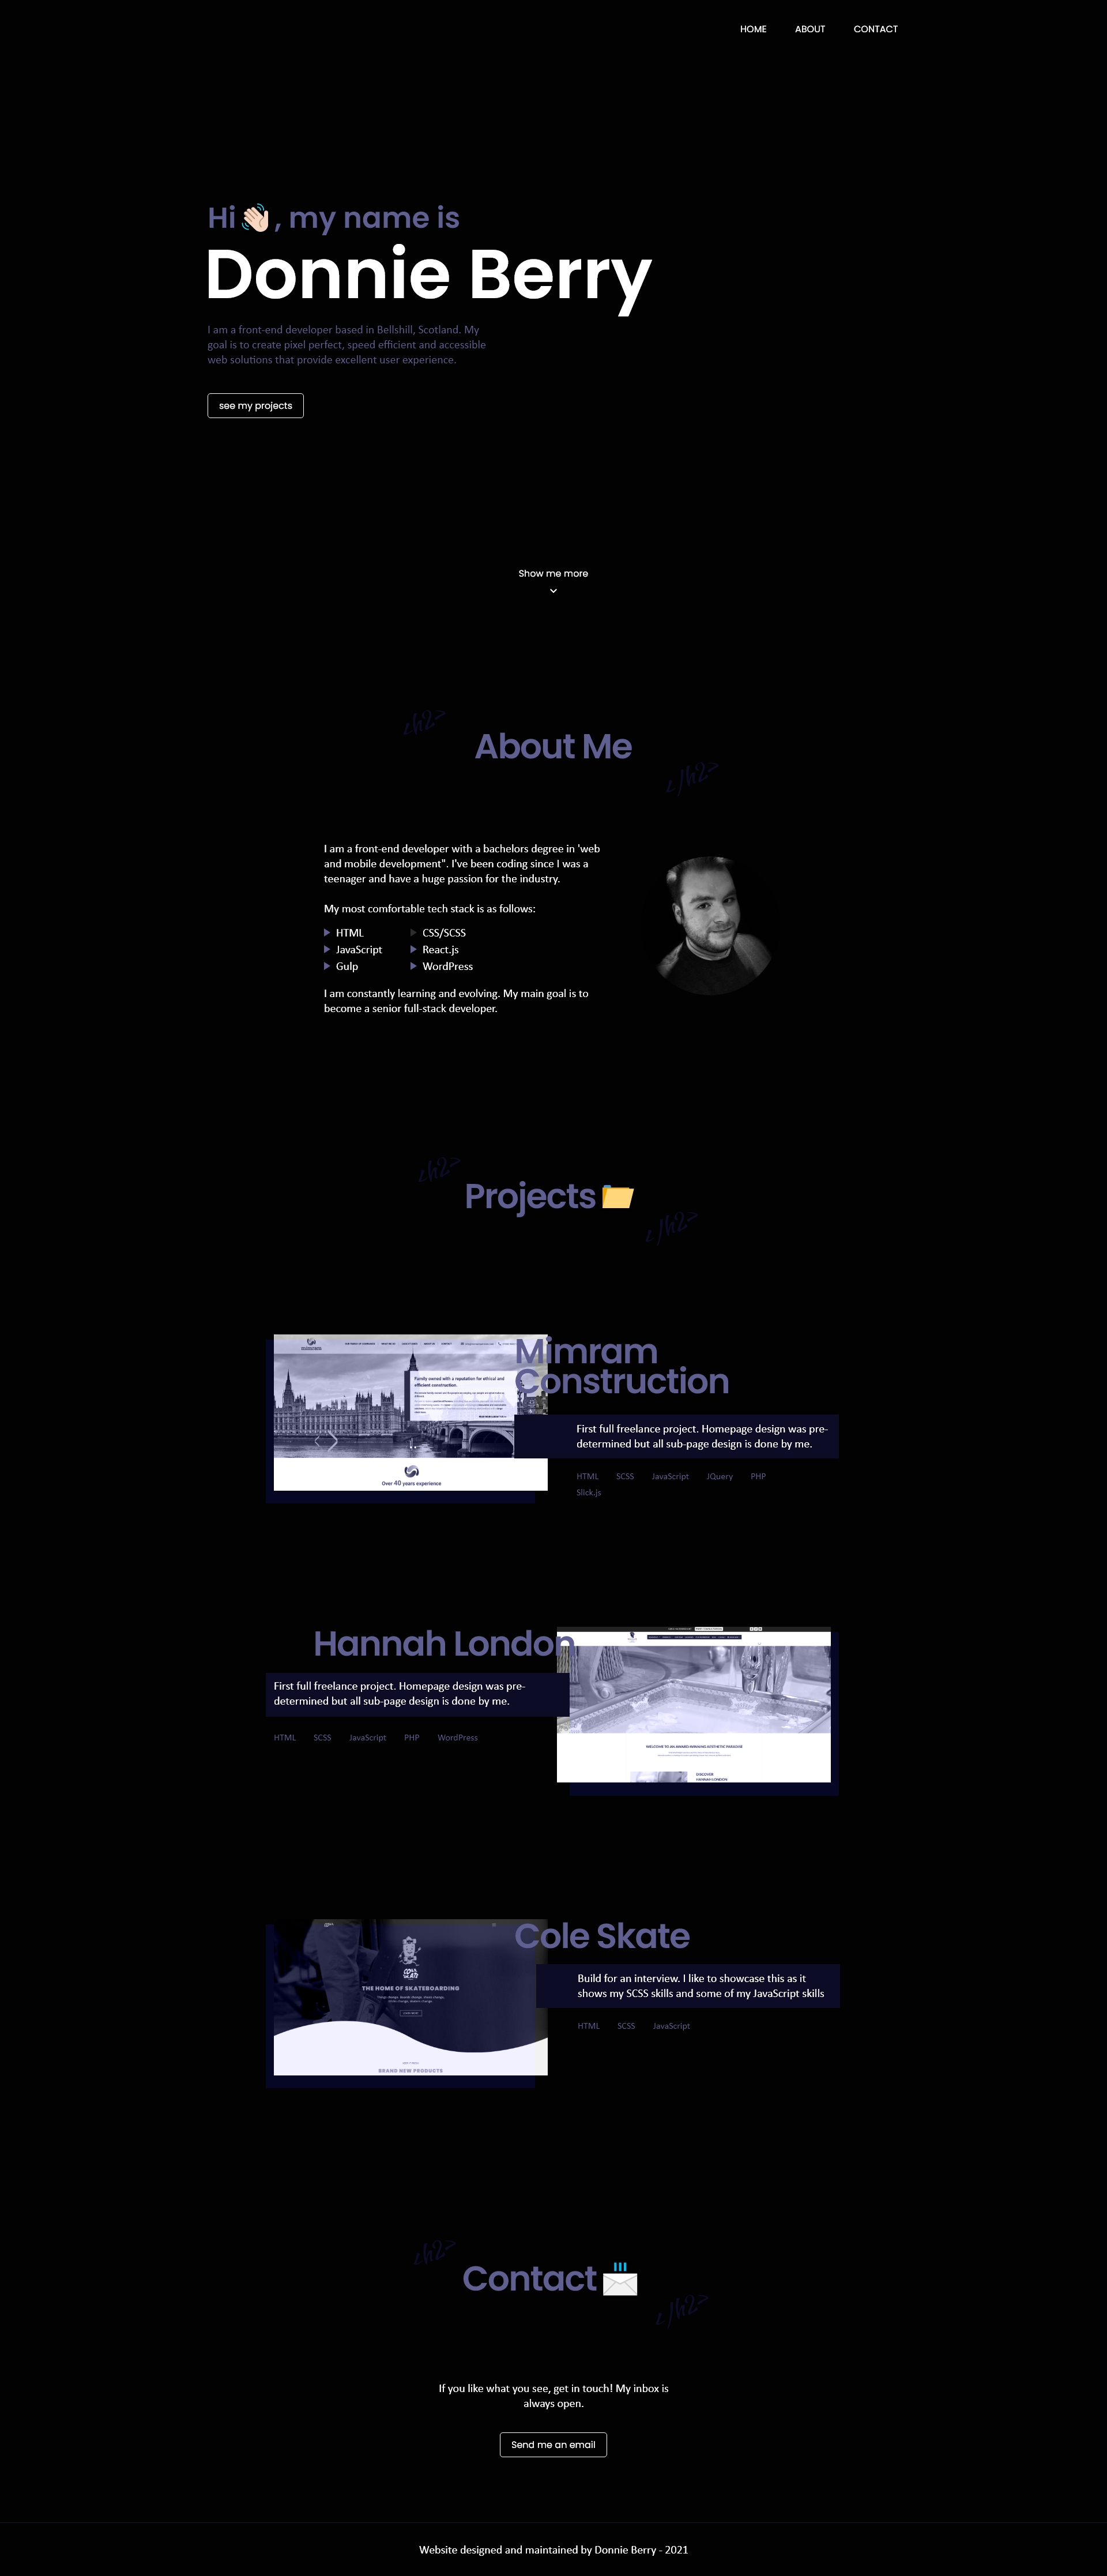 HOME ABOUT CONTACT
Hi 👋🏻, my name is
Donnie Berry
I am a front-end developer based in Bellshill, Scotland. My
goal is to create pixel perfect, speed efficient and accessible
web solutions that provide excellent user experience.
see my projects
Show me more
<h2>
About Me
</h2>
I am a front-end developer with a bachelors degree in 'web
and mobile development". I've been coding since I was a
teenager and have a huge passion for the industry.
My most comfortable tech stack is as follows:
HTML CSS/SCSS
JavaScript React.js
Gulp WordPress
I am constantly learning and evolving. My main goal is to
become a senior full-stack developer.
<h2>
Projects
</h2>
Mimram
Construction
Family owned with a reputation for ethical and
efficient construction.
Over 40 years experience
First full freelance project. Homepage design was pre-
determined but all sub-page design is done by me.
HTML SCSS JavaScript JQuery PHP
Slick.js
Hannah London
First full freelance project. Homepage design was pre-
determined but all sub-page design is done by me.
HTML SCSS JavaScript PHP WordPress
WELCOME TO AN AWARD-WINNING AESTHETIC PARADISE
DISCOVER
HANNAH LONDON
Cole Skate
COLE
SKATE
THE HOME OF SKATEBOARDING
BRAND NEW PRODUCTS
Build for an interview. I like to showcase this as it
shows my SCSS skills and some of my JavaScript skills
HTML SCSS JavaScript
<h2>
Contact
</h2>
If you like what you see, get in touch! My inbox is
always open.
Send me an email
Website designed and maintained by Donnie Berry - 2021